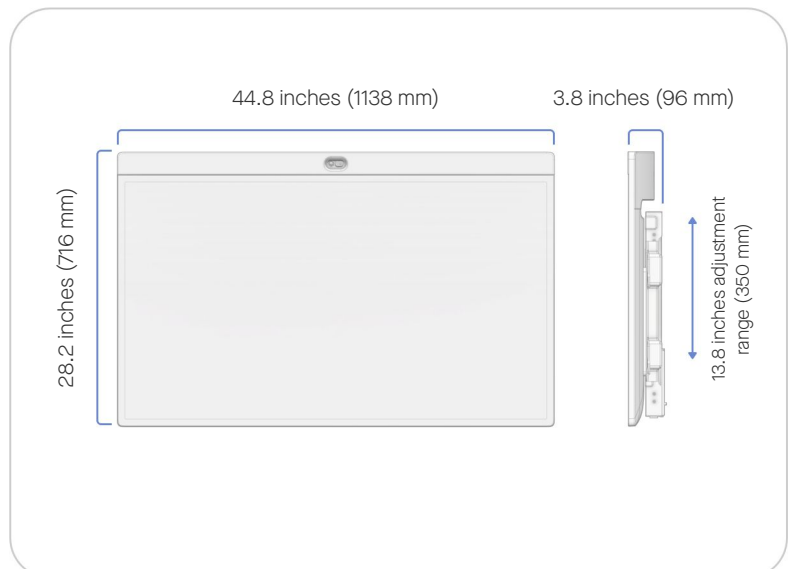 44.8 inches (1138 mm)
3.8 inches (96 mm)
28.2 inches (716 mm)
13.8 inches adjustment
range (350 mm)